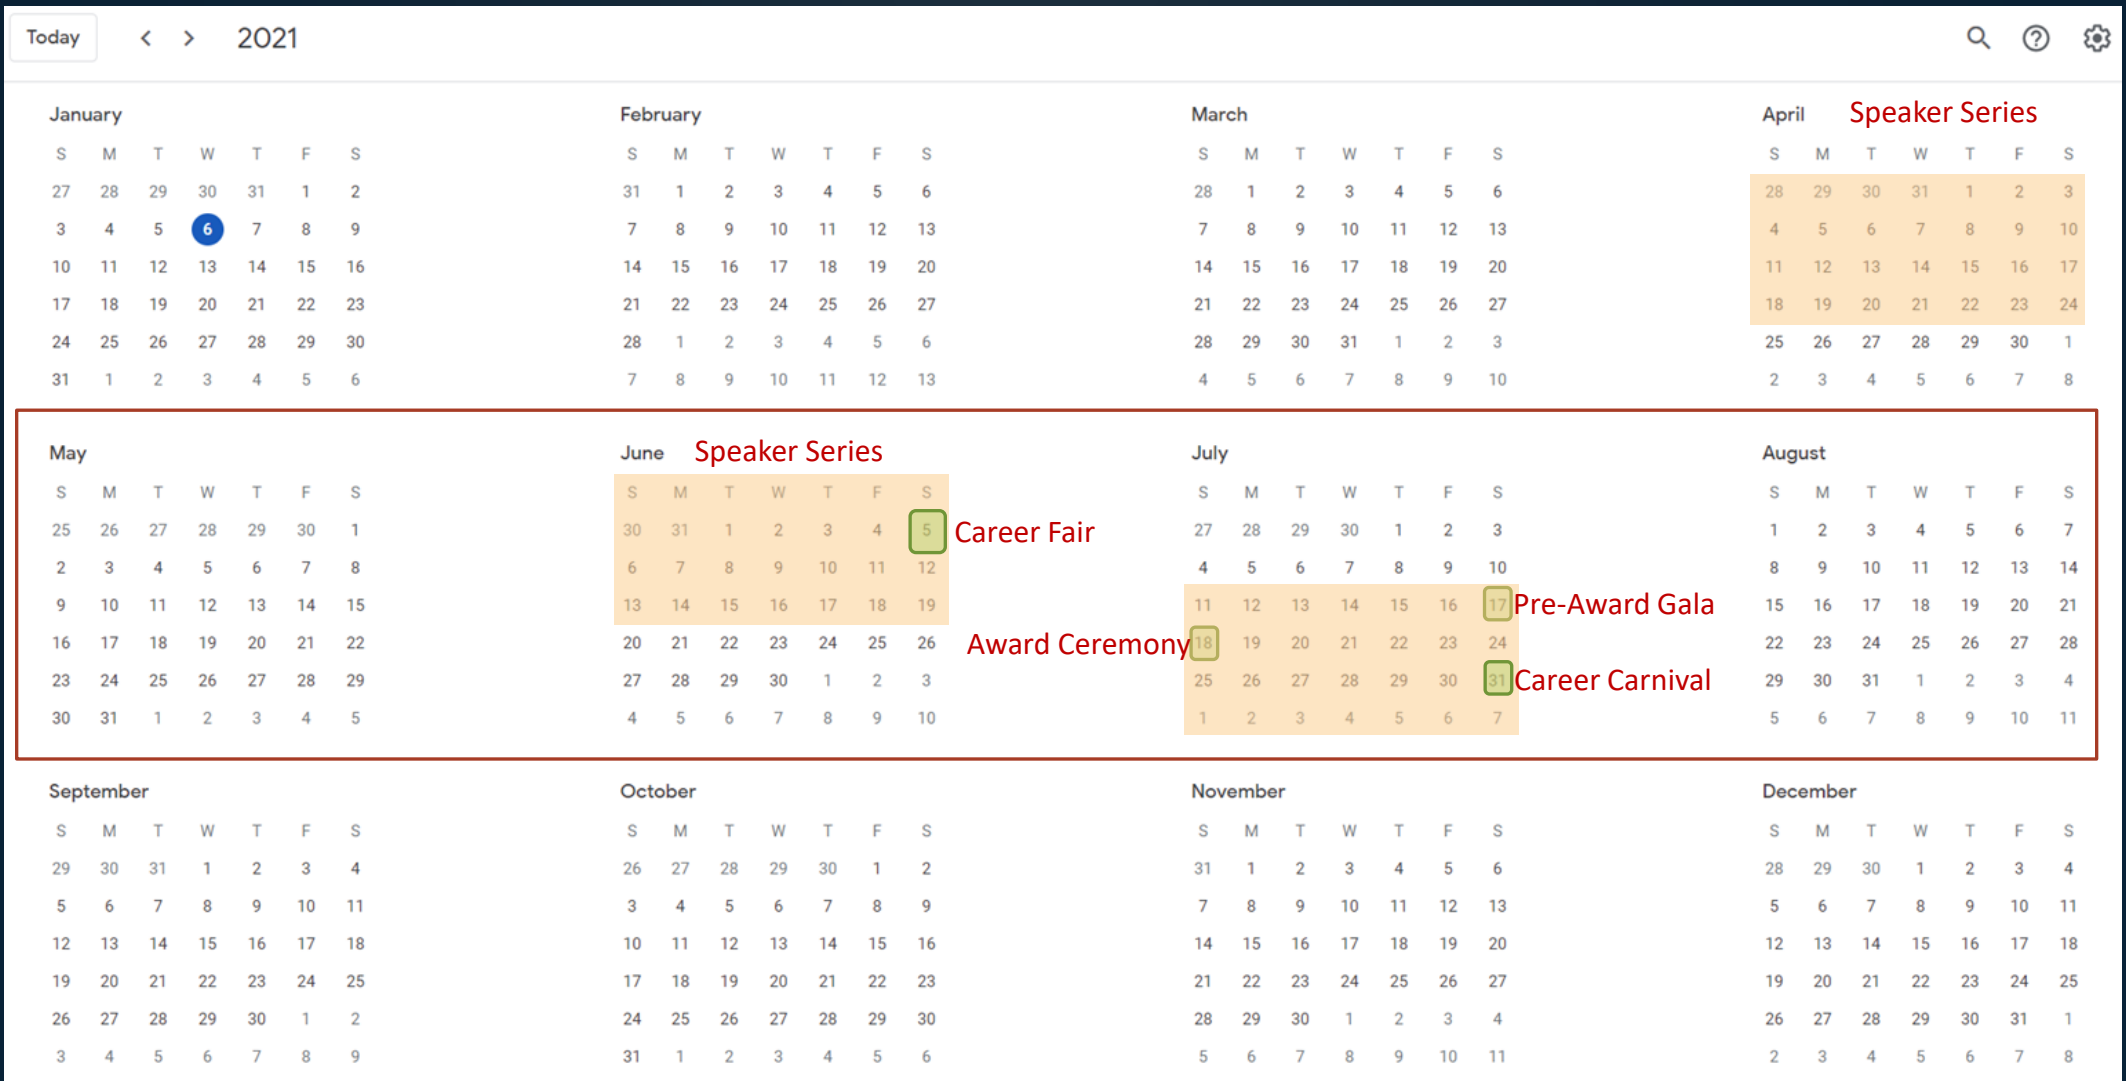 Today < > 2021
January February March April Speaker Series
S M T W T F S S M T W T F S S M T W T F S S M T W T F S
27 28 29 30 31 1 2 31 1 2 3 4 5 6 28 1 2 3 4 5 6 28 29 30 31 1 2 3
3 4 5 6 7 8 9 7 8 9 10 11 12 13 7 8 9 10 11 12 13 4 5 6 7 8 9 10
10 11 12 13 14 15 16 14 15 16 17 18 19 20 14 15 16 17 18 19 20 11 12 13 14 15 16 17
17 18 19 20 21 22 23 21 22 23 24 25 26 27 21 22 23 24 25 26 27 18 19 20 21 22 23 24
24 25 26 27 28 29 30 28 1 2 3 4 5 6 28 29 30 31 1 2 3 25 26 27 28 29 30 1
31 1 2 3 4 5 6 7 8 9 10 11 12 13 4 5 6 7 8 9 10 2 3 4 5 6 7 8
May June Speaker Series July August
S M T W T F S S M T W T F S S M T W T F S S M T W T F S
25 26 27 28 29 30 1 30 31 1 2 3 4 5 Career Fair 27 28 29 30 1 2 3 1 2 3 4 5 6 7
2 3 4 5 6 7 8 6 7 8 9 10 11 12 4 5 6 7 8 9 10 8 9 10 11 12 13 14
9 10 11 12 13 14 15 13 14 15 16 17 18 19 11 12 13 14 15 16 17 Pre-Award Gala 15 16 17 18 19 20 21
16 17 18 19 20 21 22 20 21 22 23 24 25 26 Award Ceremony 18 19 20 21 22 23 24 22 23 24 25 26 27 28
23 24 25 26 27 28 29 27 28 29 30 1 2 3 25 26 27 28 29 30 31 Career Carnival 29 30 31 1 2 3 4
30 31 1 2 3 4 5 4 5 6 7 8 9 10 1 2 3 4 5 6 7 5 6 7 8 9 10 11
September October November December
S M T W T F S S M T W T F S S M T W T F S S M T W T F S
29 30 31 1 2 3 4 26 27 28 29 30 1 2 31 1 2 3 4 5 6 28 29 30 1 2 3 4
5 6 7 8 9 10 11 3 4 5 6 7 8 9 7 8 9 10 11 12 13 5 6 7 8 9 10 11
12 13 14 15 16 17 18 10 11 12 13 14 15 16 14 15 16 17 18 19 20 12 13 14 15 16 17 18
19 20 21 22 23 24 25 17 18 19 20 21 22 23 21 22 23 24 25 26 27 19 20 21 22 23 24 25
26 27 28 29 30 1 2 24 25 26 27 28 29 30 28 29 30 1 2 3 4 26 27 28 29 30 31 1
3 4 5 6 7 8 9 31 1 2 3 4 5 6 5 6 7 8 9 10 11 2 3 4 5 6 7 8